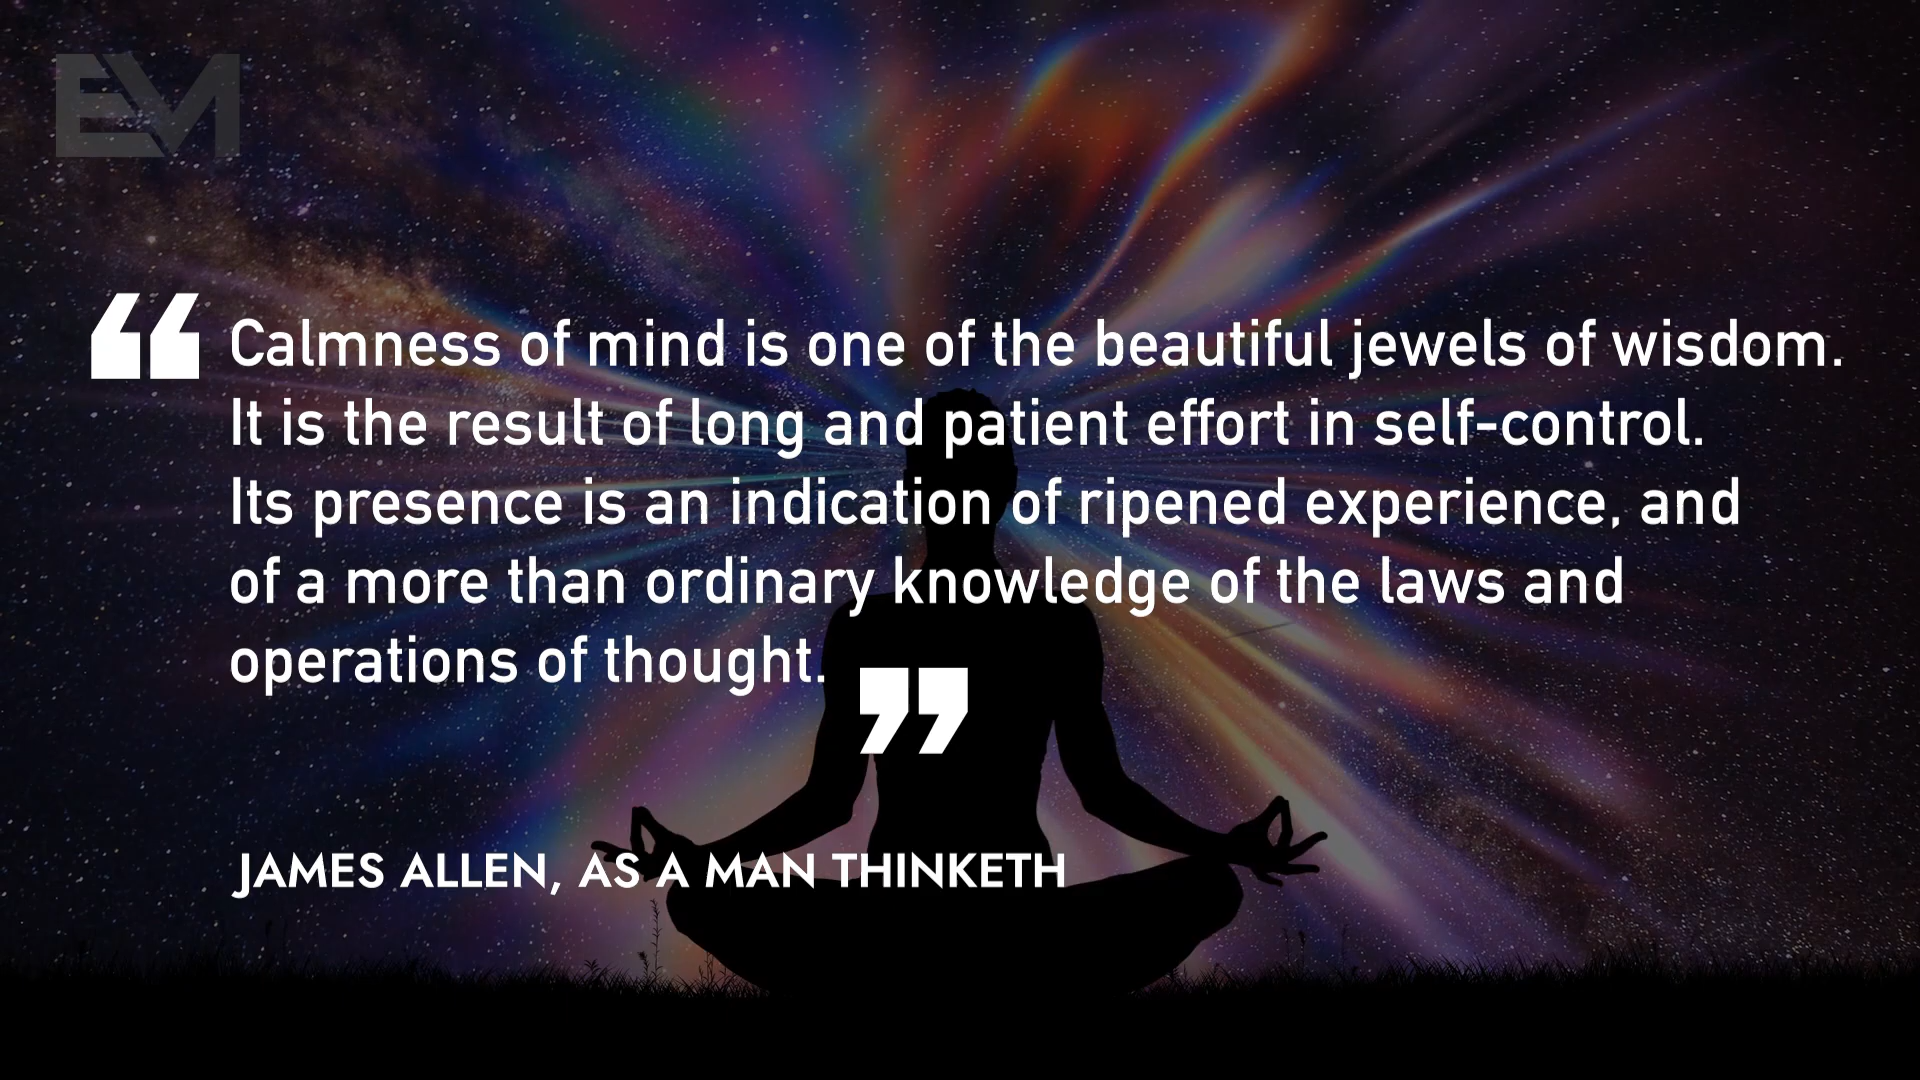 EM
“Calmness of mind is one of the beautiful jewels of wisdom.
It is the result of long and patient effort in self-control.
Its presence is an indication of ripened experience, and
of a more than ordinary knowledge of the laws and
operations of thought.”
JAMES ALLEN, AS A MAN THINKETH